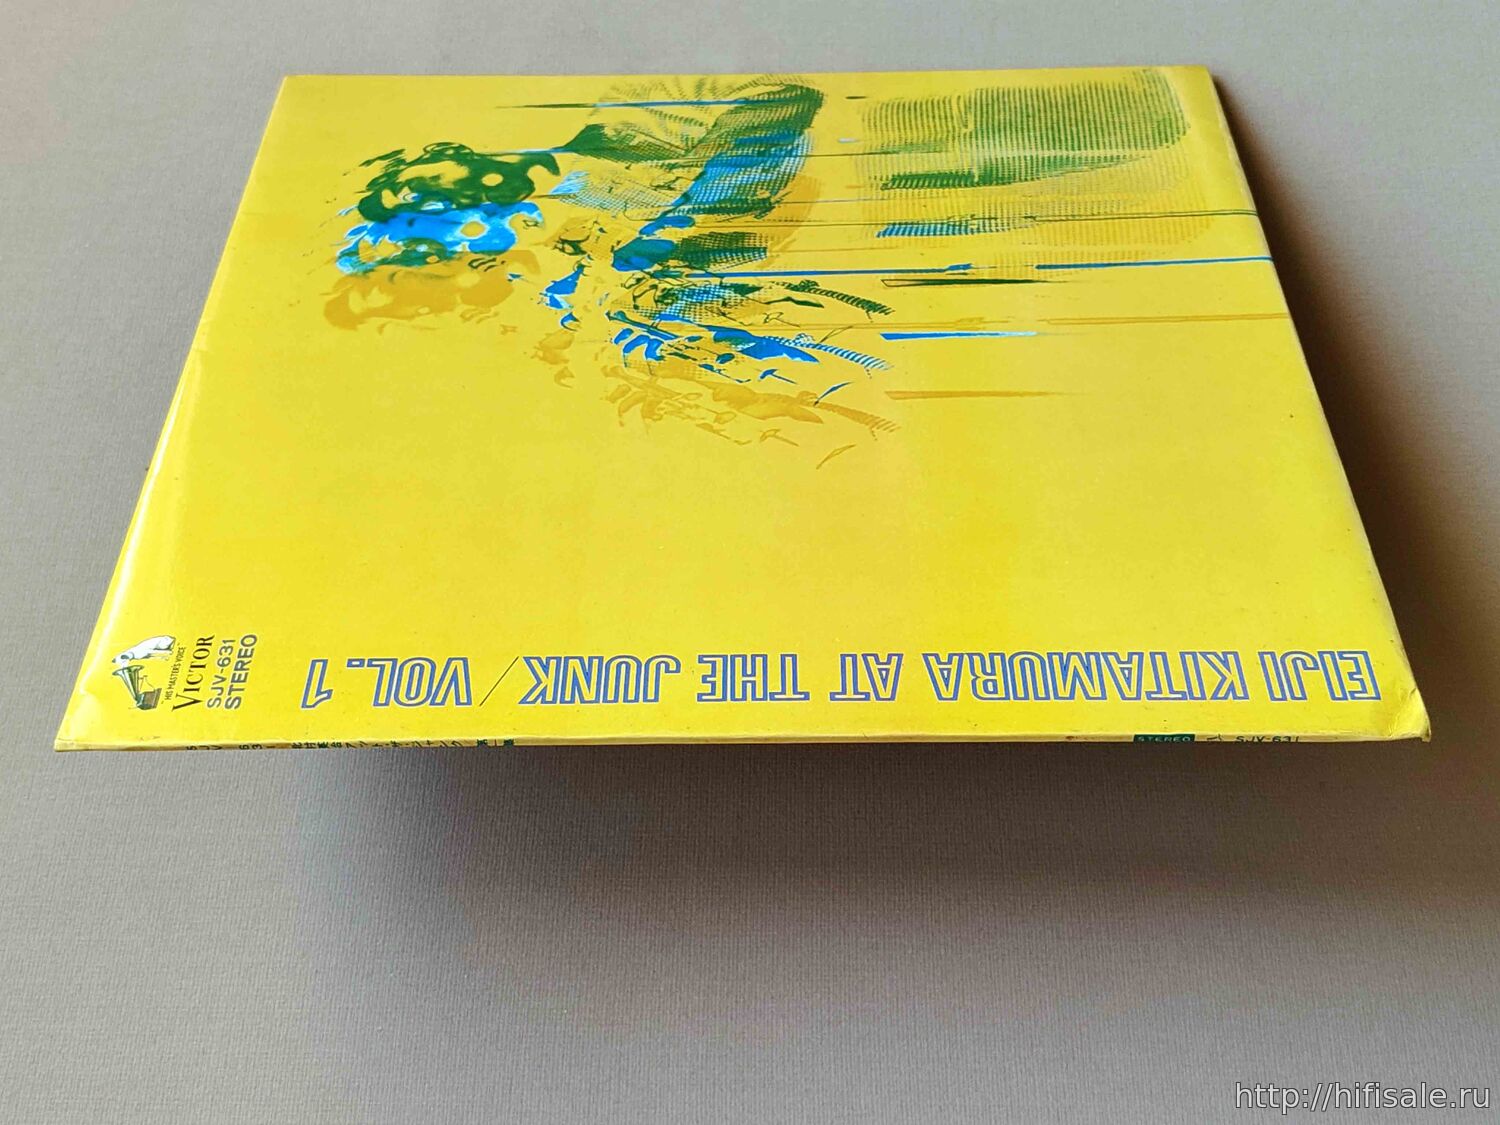 EIJI KITAMURA AT THE JUNK/VOL.1
HIS MASTER'S VOICE
VICTOR
SJV-631
STEREO
STEREO SJV-631
http://hifisale.ru